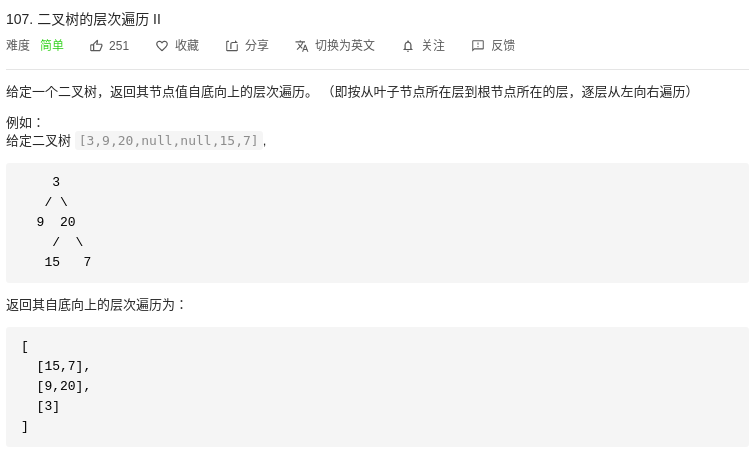 107. 二叉树的层次遍历 II
难度 简单 251 收藏 分享 切换为英文 关注 反馈
给定一个二叉树，返回其节点值自底向上的层次遍历。 （即按从叶子节点所在层到根节点所在的层，逐层从左向右遍历）
例如：
给定二叉树 [3,9,20,null,null,15,7],
    3
   / \
  9  20
    /  \
   15   7
返回其自底向上的层次遍历为：
[
  [15,7],
  [9,20],
  [3]
]